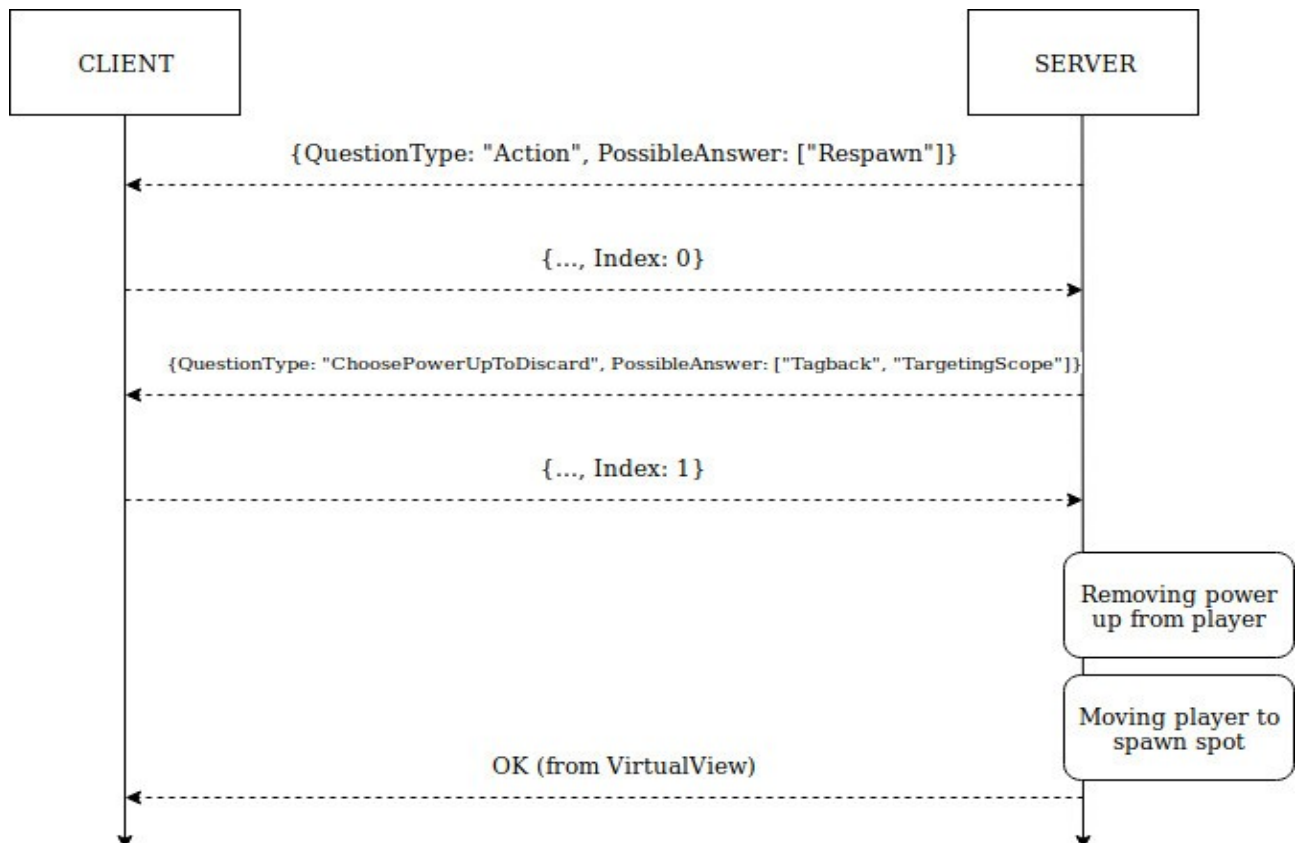 CLIENT
SERVER
{QuestionType: "Action", PossibleAnswer: ["Respawn"]}
{..., Index: 0}
{QuestionType: "ChoosePowerUpToDiscard", PossibleAnswer: ["Tagback", "TargetingScope"]}
{..., Index: 1}
Removing power
up from player
Moving player to
spawn spot
OK (from VirtualView)